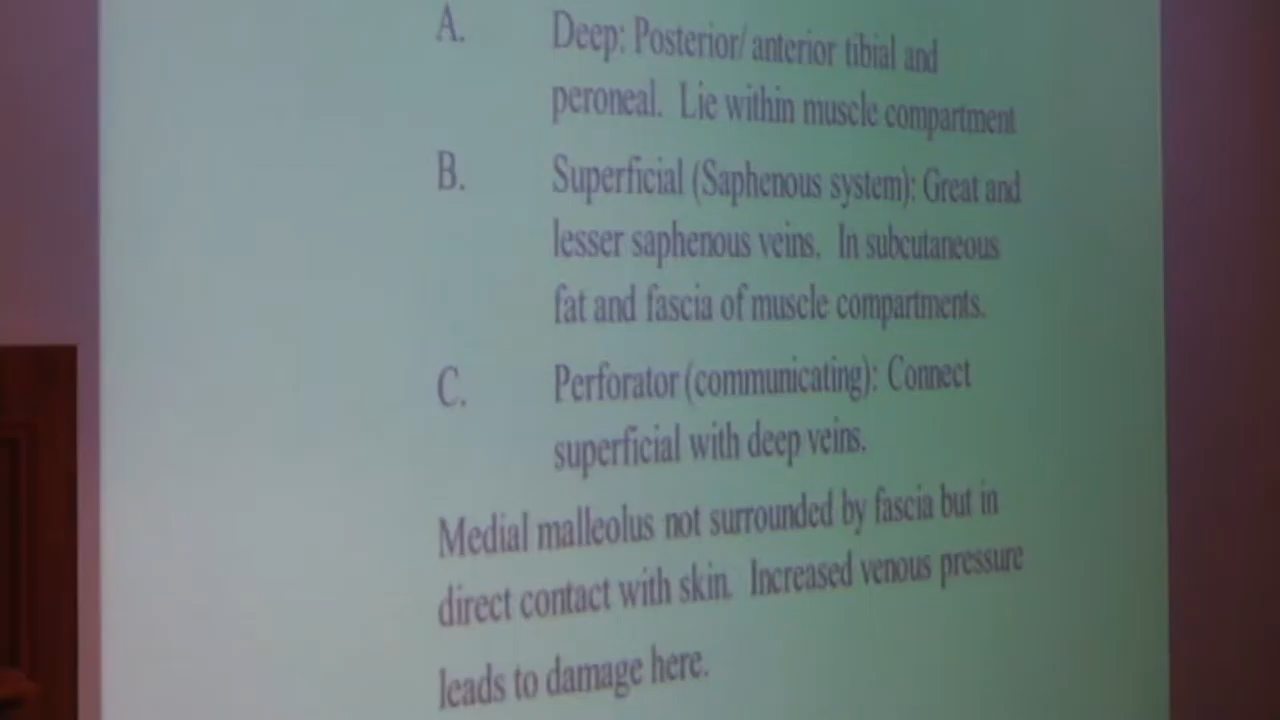 A. Deep: Posterior/ anterior tibial and
peroneal. Lie within muscle compartment
B. Superficial (Saphenous system): Great and
lesser saphenous veins. In subcutaneous
fat and fascia of muscle compartments.
C. Perforator (communicating): Connect
superficial with deep veins.
Medial malleolus not surrounded by fascia but in
direct contact with skin. Increased venous pressure
leads to damage here.